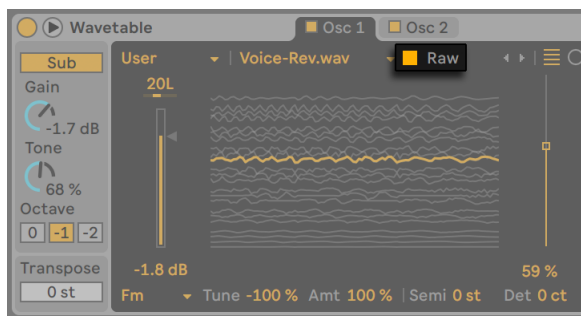 Wavetable
Osc 1
Osc 2
Sub
Gain
-1.7 dB
Tone
68 %
Octave
0 -1 -2
Transpose
0 st
User
Voice-Rev.wav
Raw
20L
-1.8 dB
59 %
Fm
Tune -100 % Amt 100 % Semi 0 st Det 0 ct